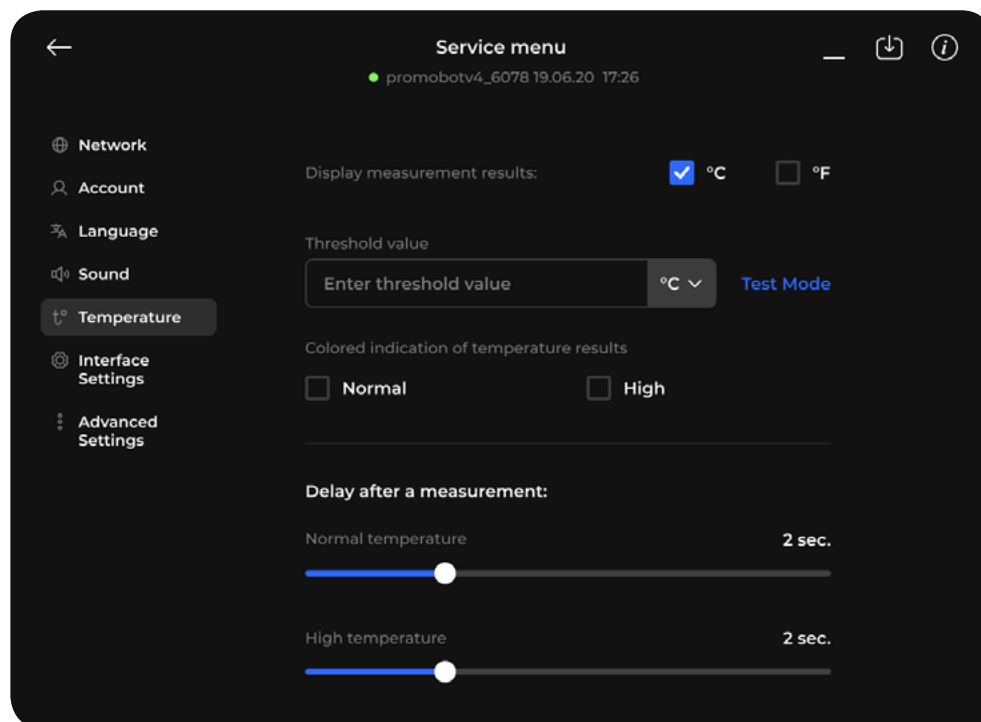 Service menu
promobotv4_6078 19.06.20 17:26
Network
Account
Language
Sound
t° Temperature
Interface
Settings
Advanced
Settings
Display measurement results:
°C
°F
Threshold value
Enter threshold value
°C
Test Mode
Colored indication of temperature results
Normal
High
Delay after a measurement:
Normal temperature
2 sec.
High temperature
2 sec.